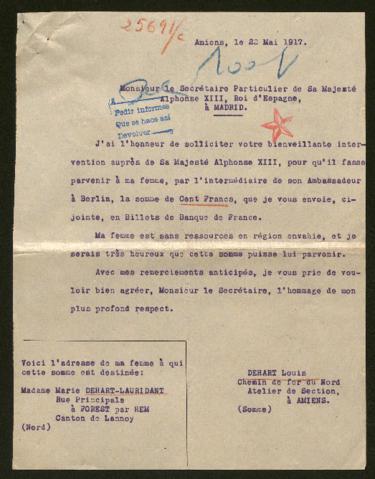 25691/c
Amiens, le 22 Mai 1917.
1001
Monsieur le Secrétaire Particulier de Sa Majesté
Alphonse XIII, Roi d'Espagne,
à MADRID.
Pedir informes
Que se haga así
Devolver
J'ai l'honneur de solliciter votre bienveillante inter-
vention auprès de Sa Majesté Alphonse XIII, pour qu'il fasse
parvenir à ma femme, par l'intermédiaire de son Ambassadeur
à Berlin, la somme de Cent Francs, que je vous envoie, ci-
jointe, en Billets de Banque de France.
Ma femme est sans ressources en région envahie, et je
serais très heureux que cette somme puisse lui parvenir.
Avec mes remerciements anticipés, je vous prie de vou-
loir bien agréer, Monsieur le Secrétaire, l'hommage de mon
plus profond respect.
Voici l'adresse de ma femme à qui
cette somme est destinée:
Madame Marie DEHART-LAURIDANT
Rue Principale
à FOREST par HEM
Canton de Lannoy
(Nord)
DEHART Louis
Chemin de fer du Nord
Atelier de Section,
à AMIENS.
(Somme)